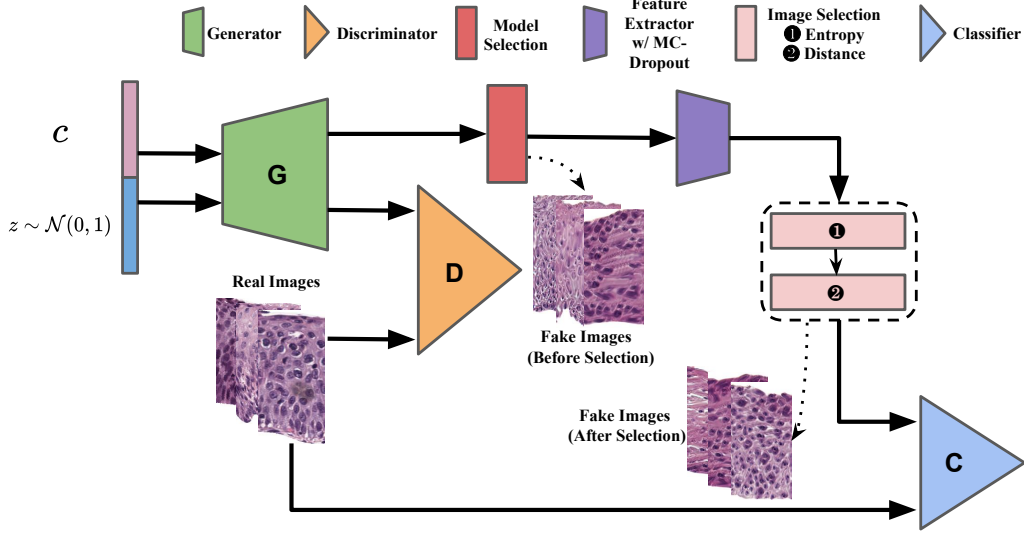 Generator
Discriminator
Model
Selection
Feature
Extractor
w/ MC-
Dropout
Image Selection
❶ Entropy
❷ Distance
Classifier
c
z ∼ 𝒩(0, 1)
G
D
❶
❷
Real Images
Fake Images
(Before Selection)
Fake Images
(After Selection)
C